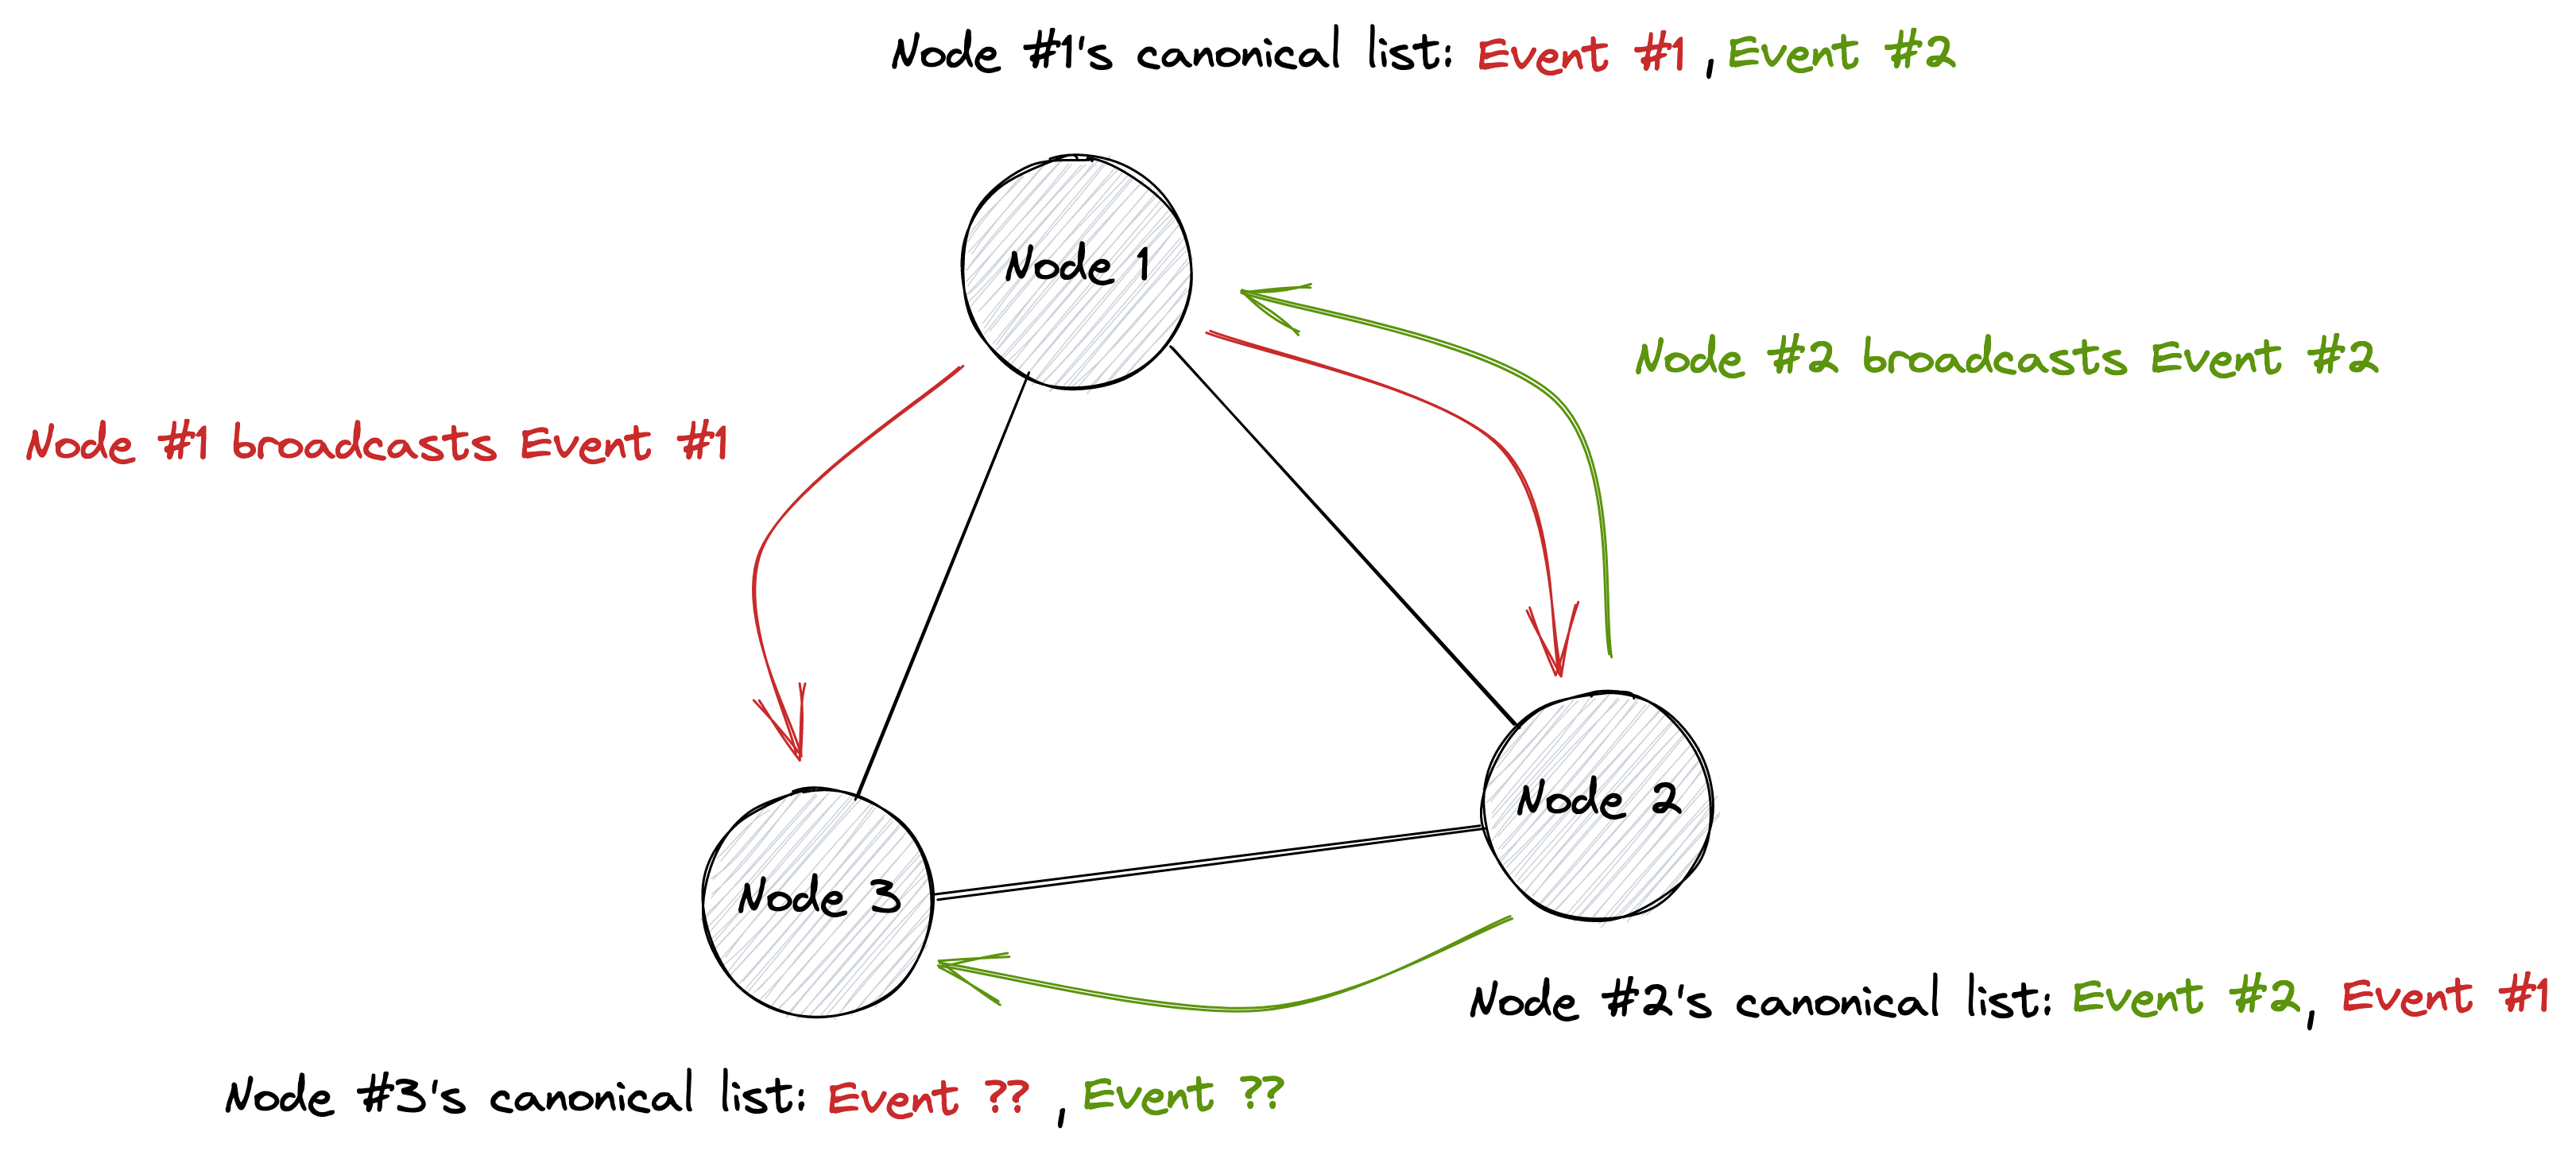 Node #1's canonical list: Event #1 , Event #2
Node 1
Node #2 broadcasts Event #2
Node #1 broadcasts Event #1
Node 2
Node 3
Node #2's canonical list: Event #2, Event #1
Node #3's canonical list: Event ?? , Event ??